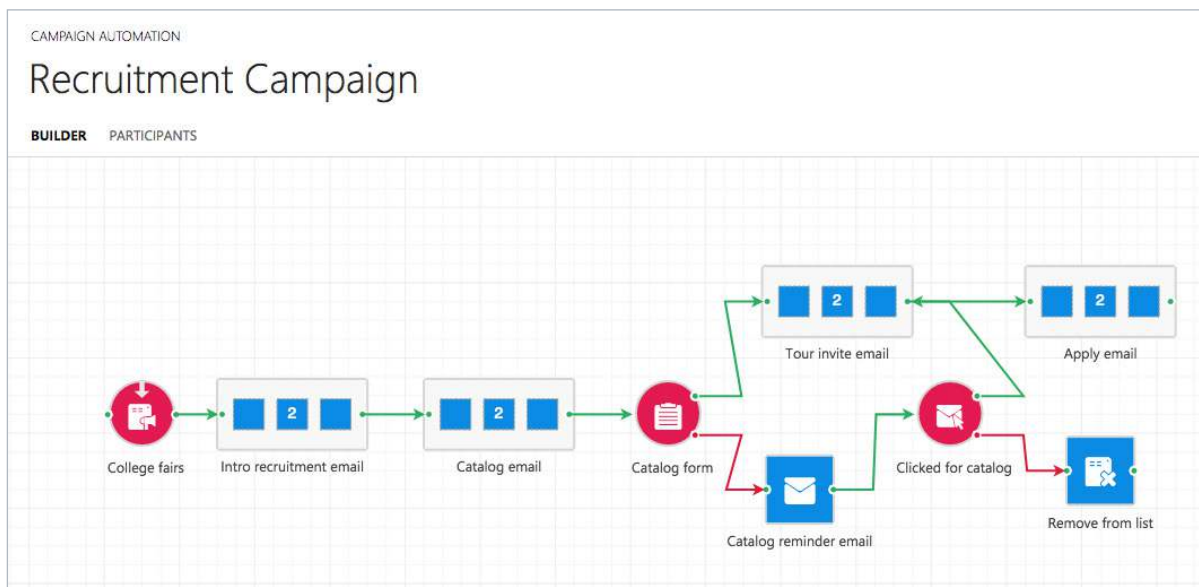 CAMPAIGN AUTOMATION
Recruitment Campaign
BUILDER PARTICIPANTS
2
Tour invite email
2
Apply email
College fairs
2
Intro recruitment email
2
Catalog email
Catalog form
Clicked for catalog
Catalog reminder email
Remove from list